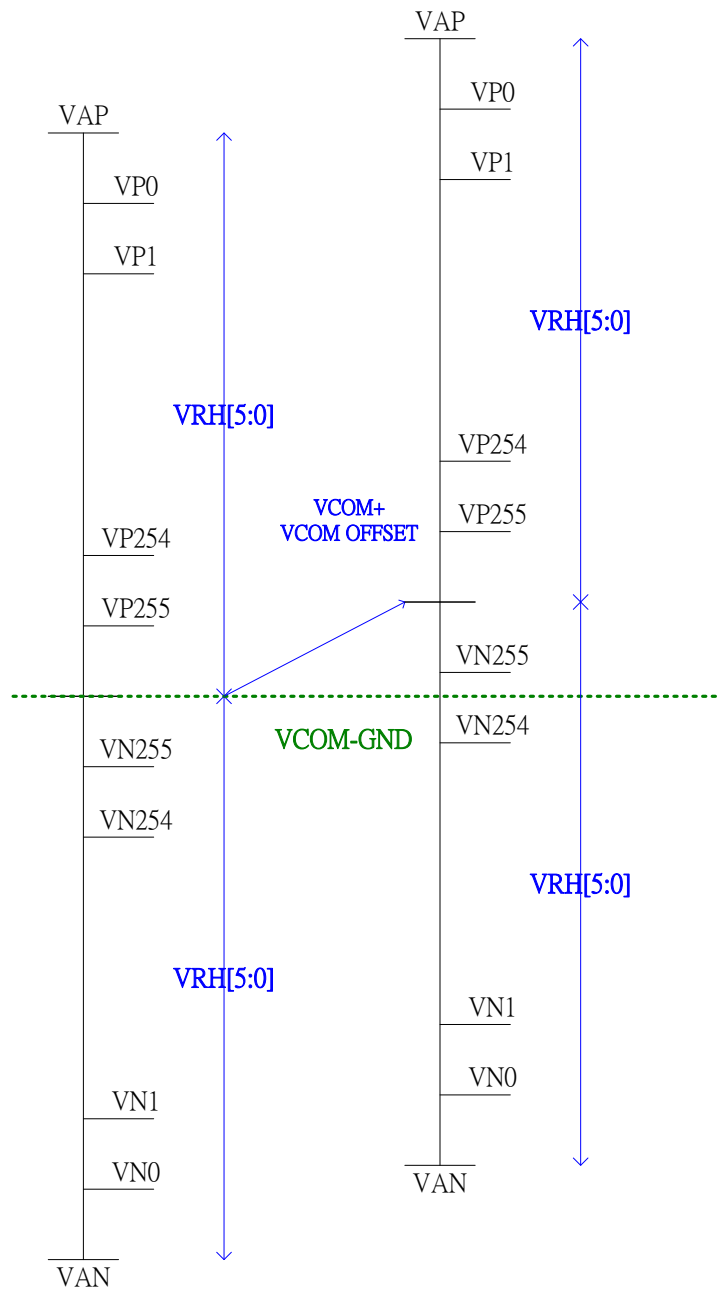 VAP
VP0
VP1
VRH[5:0]
VP254
VP255
VN255
VN254
VRH[5:0]
VN1
VN0
VAN
VCOM+
VCOM OFFSET
VCOM-GND
VAP
VP0
VP1
VRH[5:0]
VP254
VP255
VN255
VN254
VRH[5:0]
VN1
VN0
VAN